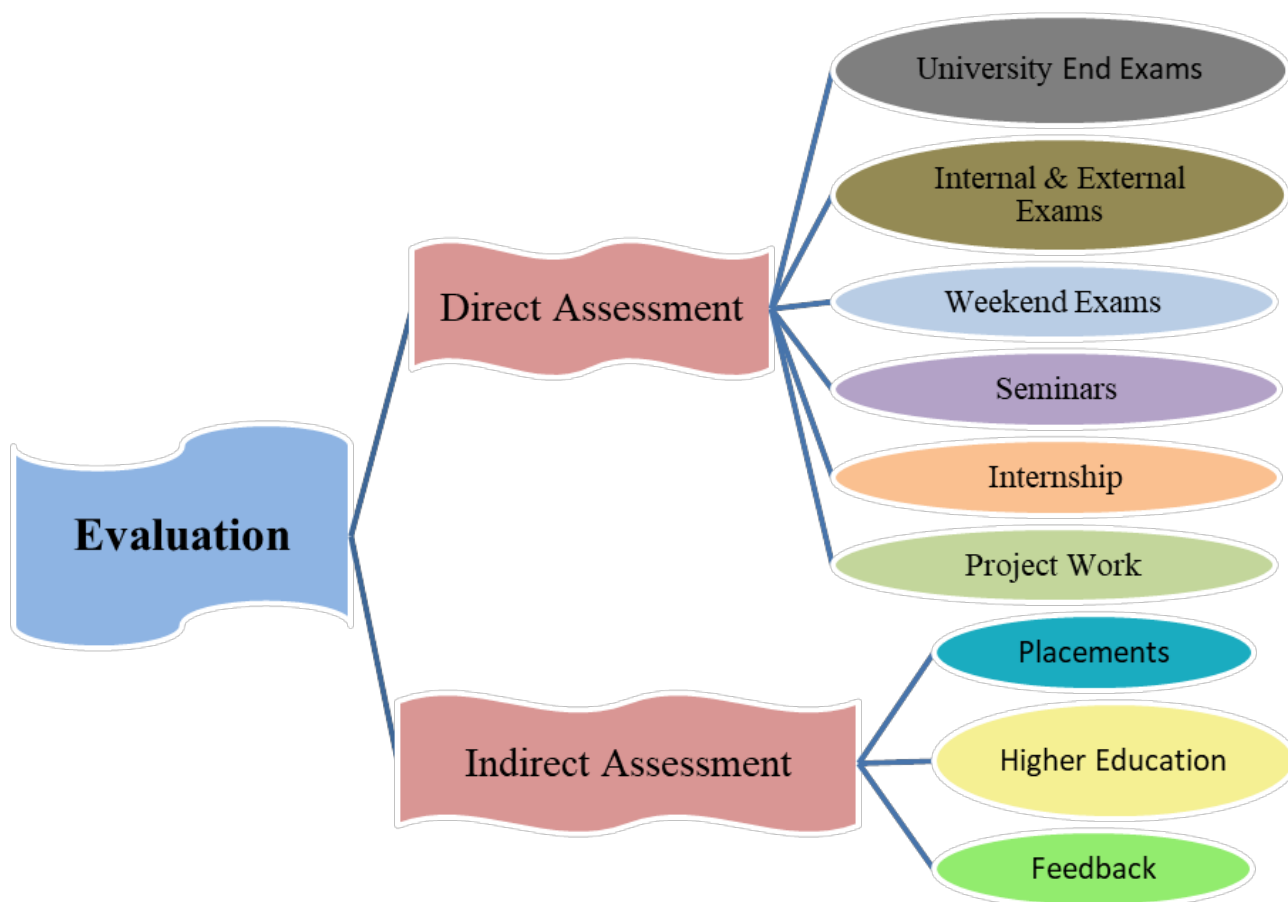 University End Exams
Internal & External
Exams
Direct Assessment
Weekend Exams
Seminars
Internship
Evaluation
Project Work
Placements
Indirect Assessment
Higher Education
Feedback